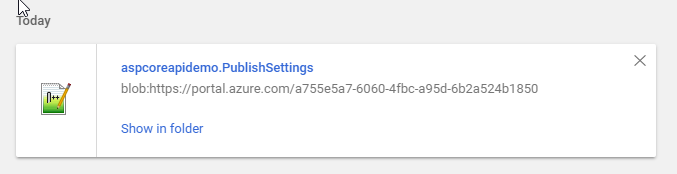 Today
aspcoreapidemo.PublishSettings
blob:https://portal.azure.com/a755e5a7-6060-4fbc-a95d-6b2a524b1850
Show in folder